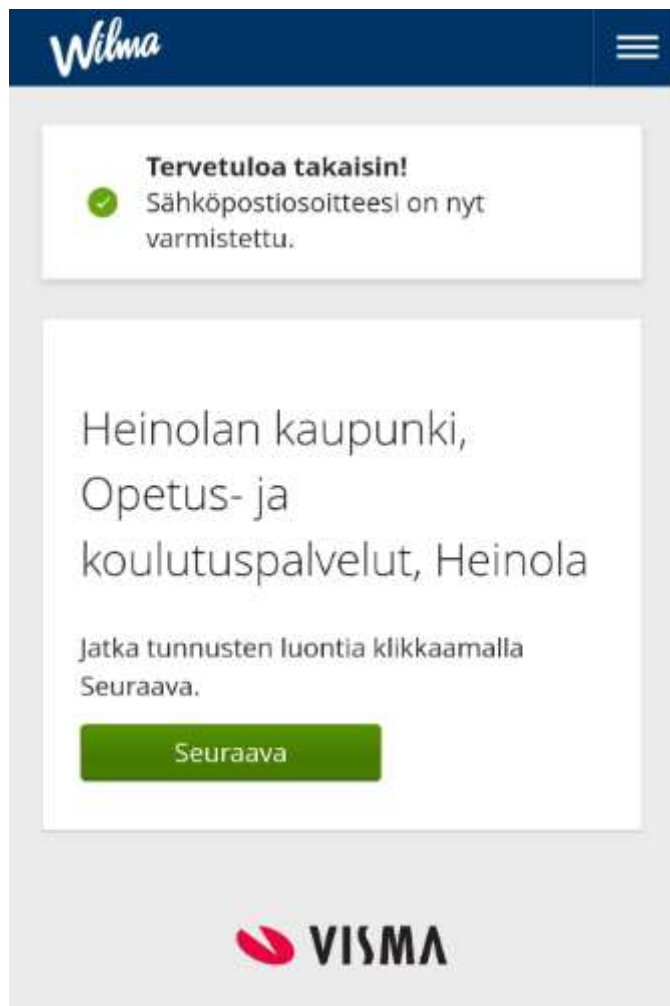 Wilma
Tervetuloa takaisin!
Sähköpostiosoitteesi on nyt
varmistettu.
Heinolan kaupunki,
Opetus- ja
koulutuspalvelut, Heinola
Jatka tunnusten luontia klikkaamalla
Seuraava.
Seuraava
VISMA